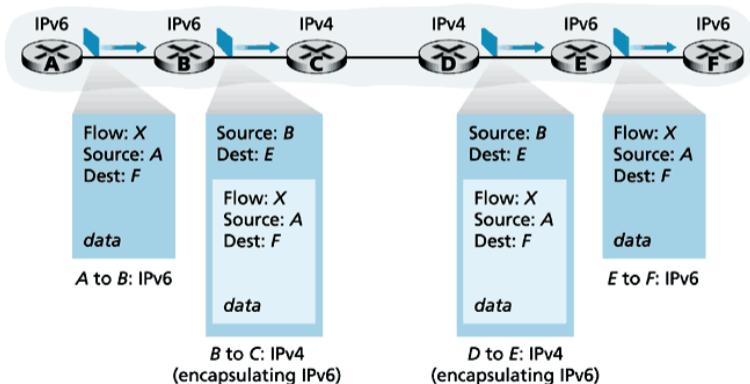 IPv6
IPv6
IPv4
IPv4
IPv6
IPv6
A
B
C
D
E
F
Flow: X
Source: A
Dest: F
data
A to B: IPv6
Source: B
Dest: E
Flow: X
Source: A
Dest: F
data
B to C: IPv4
(encapsulating IPv6)
Source: B
Dest: E
Flow: X
Source: A
Dest: F
data
D to E: IPv4
(encapsulating IPv6)
Flow: X
Source: A
Dest: F
data
E to F: IPv6